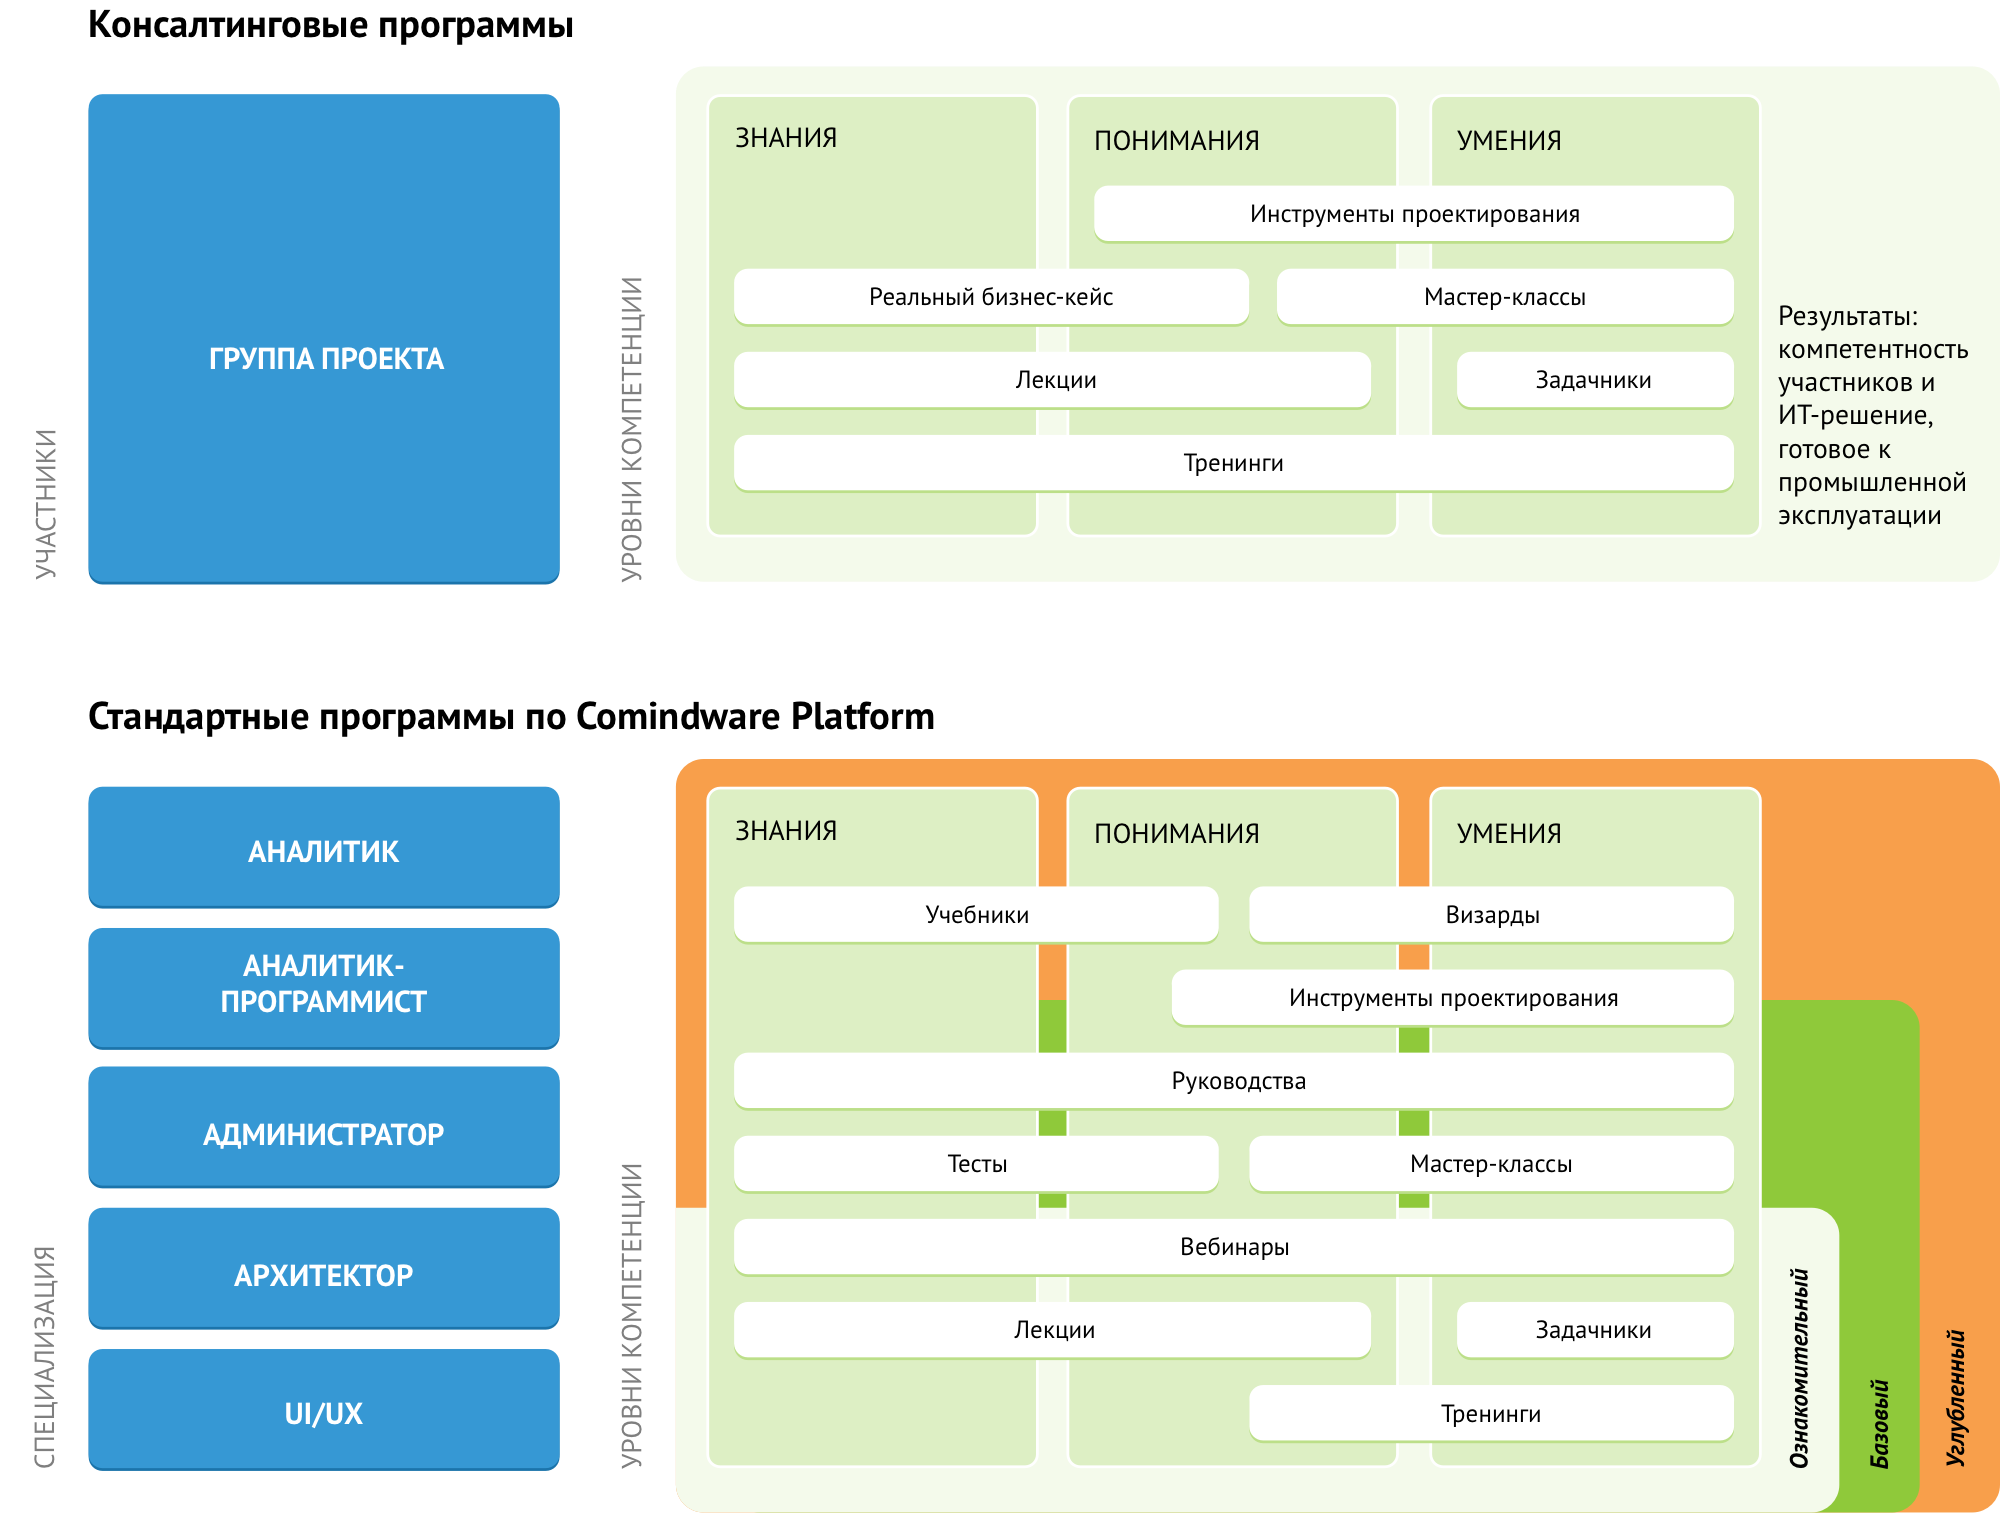 Консалтинговые программы
УЧАСТНИКИ
ГРУППА ПРОЕКТА
УРОВНИ КОМПЕТЕНЦИИ
ЗНАНИЯ
ПОНИМАНИЯ
УМЕНИЯ
Инструменты проектирования
Реальный бизнес-кейс
Мастер-классы
Лекции
Задачники
Тренинги
Результаты:
компетентность
участников и
ИТ-решение,
готовое к
промышленной
эксплуатации
Стандартные программы по Comindware Platform
СПЕЦИАЛИЗАЦИЯ
АНАЛИТИК
АНАЛИТИК-
ПРОГРАММИСТ
АДМИНИСТРАТОР
АРХИТЕКТОР
UI/UX
УРОВНИ КОМПЕТЕНЦИИ
ЗНАНИЯ
ПОНИМАНИЯ
УМЕНИЯ
Учебники
Визарды
Инструменты проектирования
Руководства
Тесты
Мастер-классы
Вебинары
Лекции
Задачники
Тренинги
Ознакомительный
Базовый
Углубленный